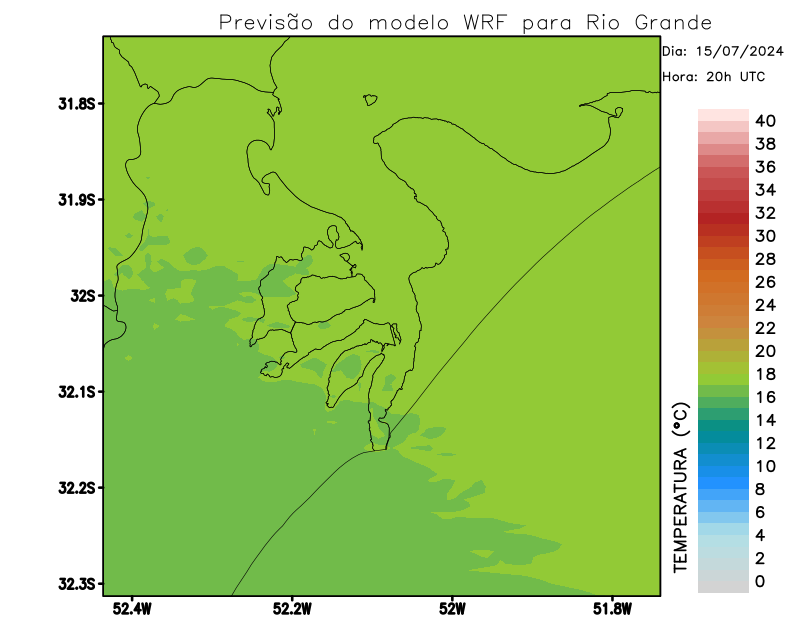 Previsão do modelo WRF para Rio Grande
Dia: 15/07/2024
Hora: 20h UTC
31.8S
31.9S
32S
32.1S
32.2S
32.3S
52.4W
52.2W
52W
51.8W
TEMPERATURA (°C)
40
38
36
34
32
30
28
26
24
22
20
18
16
14
12
10
8
6
4
2
0